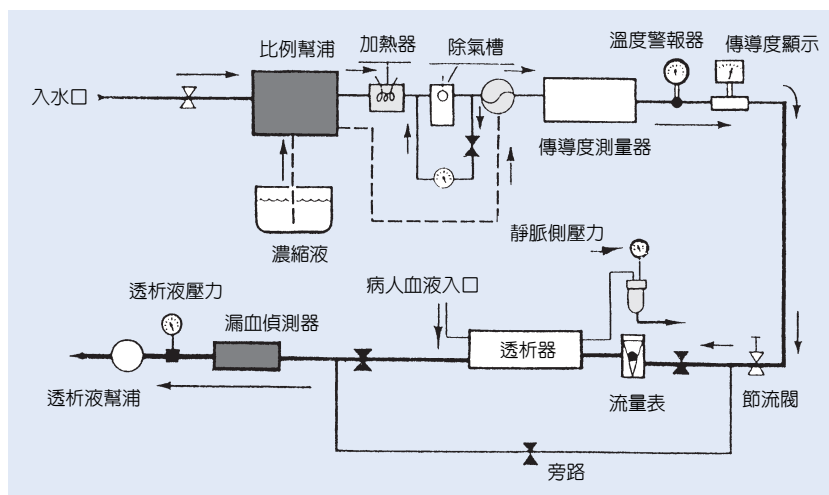 比例幫浦
加熱器
除氣槽
溫度警報器
傳導度顯示
入水口
傳導度測量器
濃縮液
靜脈側壓力
病人血液入口
透析液壓力
漏血偵測器
透析器
透析液幫浦
流量表
節流閥
旁路